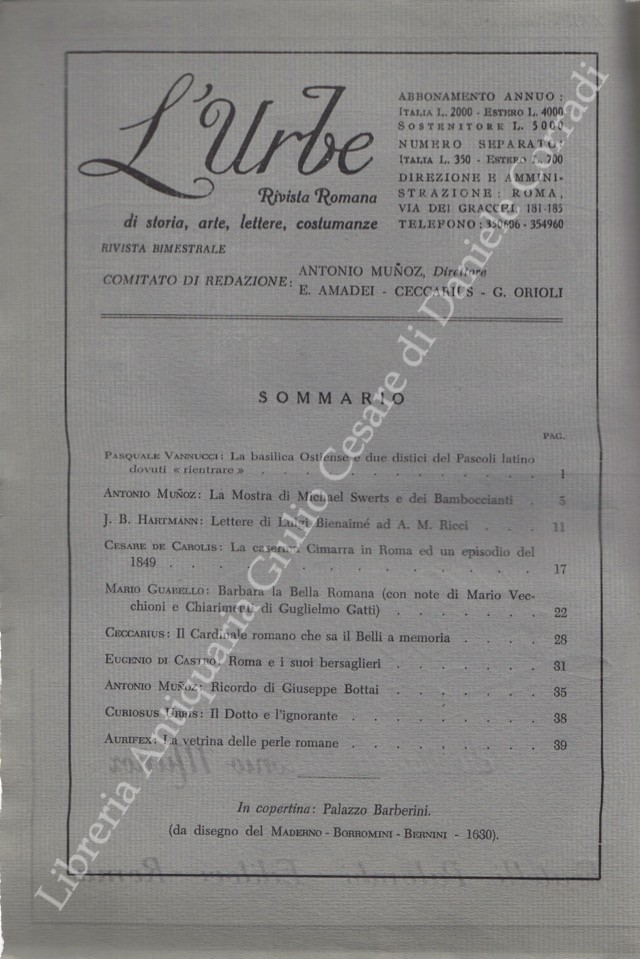 L'Urbe
Rivista Romana
di storia, arte, lettere, costumanze
ABBONAMENTO ANNUO:
ITALIA L. 2000 - ESTERO L. 4000
SOSTENITORE L. 5000
NUMERO SEPARATO:
ITALIA L. 350 - ESTERO L. 700
DIREZIONE E AMMINI-
STRAZIONE: ROMA,
VIA DEI GRACCHI, 181-185
TELEFONO: 350606 - 354960
RIVISTA BIMESTRALE
COMITATO DI REDAZIONE:
ANTONIO MUÑOZ, Direttore
E. AMADEI - CECCARIUS - G. ORIOLI
SOMMARIO
PAG.
PASQUALE VANNUCCI: La basilica Ostiense e due distici del Pascoli latino
dovuti « rientrare » . . . . . . . . . . . . . . 1
ANTONIO MUÑOZ: La Mostra di Michael Swerts e dei Bamboccianti . 5
J. B. HARTMANN: Lettere di Luigi Bienaimé ad A. M. Ricci . . . 11
CESARE DE CAROLIS: La caserma Cimarra in Roma ed un episodio del
1849 . . . . . . . . . . . . . . . . . 17
MARIO GUABELLO: Barbara la Bella Romana (con note di Mario Vec-
chioni e Chiarimenti di Guglielmo Gatti) . . . . . . 22
CECCARIUS: Il Cardinale romano che sa il Belli a memoria . . . . 28
EUGENIO DI CASTRO: Roma e i suoi bersaglieri . . . . . . . 31
ANTONIO MUÑOZ: Ricordo di Giuseppe Bottai . . . . . . . 35
CURIOSUS URBIS: Il Dotto e l'ignorante . . . . . . . . . 38
AURIFEX: La vetrina delle perle romane . . . . . . . . . 39
In copertina: Palazzo Barberini.
(da disegno del MADERNO - BORROMINI - BERNINI - 1630).
Libreria Antiquaria Giulio Cesare di Daniele Corradi